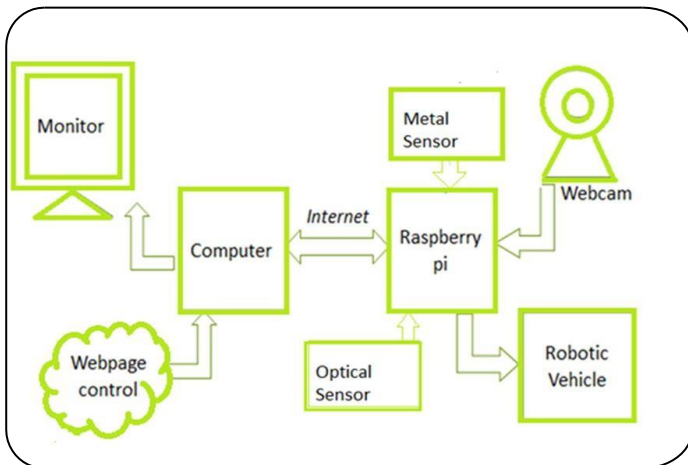 Monitor
Metal
Sensor
Webcam
Internet
Computer
Raspberry
pi
Webpage
control
Optical
Sensor
Robotic
Vehicle